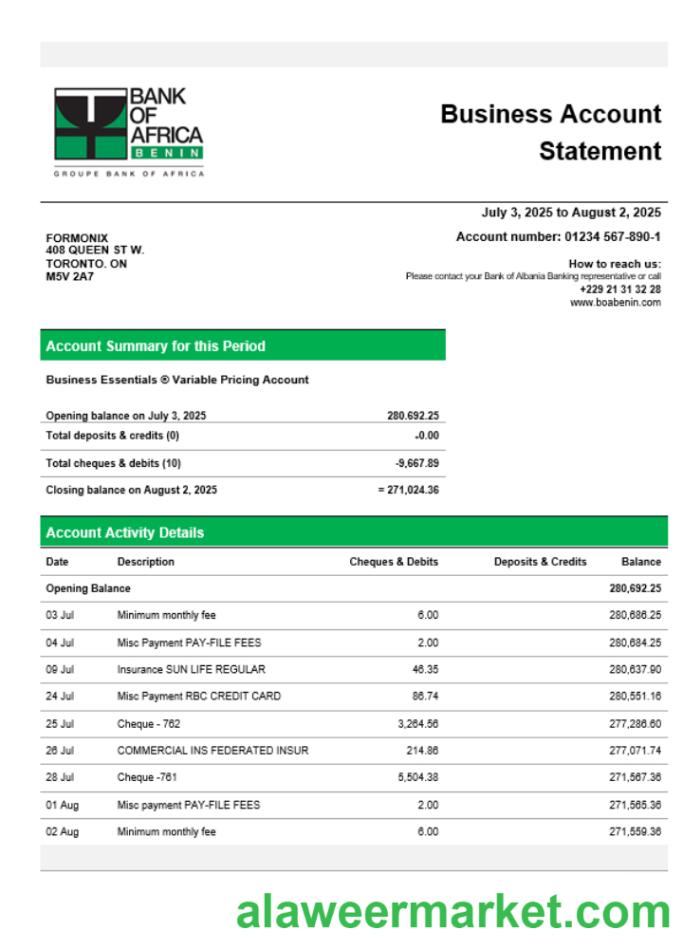 BANK
OF
AFRICA
BENIN
GROUPE BANK OF AFRICA
Business Account
Statement
July 3, 2025 to August 2, 2025
Account number: 01234 567-890-1
FORMONIX
408 QUEEN ST W.
TORONTO. ON
M5V 2A7
How to reach us:
Please contact your Bank of Albania Banking representative or call
+229 21 31 32 28
www.boabenin.com
Account Summary for this Period
Business Essentials ® Variable Pricing Account
Opening balance on July 3, 2025 280.692.25
Total deposits & credits (0) -0.00
Total cheques & debits (10) -9,667.89
Closing balance on August 2, 2025 = 271,024.36
Account Activity Details
Date Description Cheques & Debits Deposits & Credits Balance
Opening Balance 280,692.25
03 Jul Minimum monthly fee 6.00 280,686.25
04 Jul Misc Payment PAY-FILE FEES 2.00 280,684.25
09 Jul Insurance SUN LIFE REGULAR 46.35 280,637.90
24 Jul Misc Payment RBC CREDIT CARD 86.74 280,551.16
25 Jul Cheque - 762 3,264.56 277,286.60
26 Jul COMMERCIAL INS FEDERATED INSUR 214.86 277,071.74
28 Jul Cheque -761 5,504.38 271,567.36
01 Aug Misc payment PAY-FILE FEES 2.00 271,565.36
02 Aug Minimum monthly fee 6.00 271,559.36
alaweermarket.com